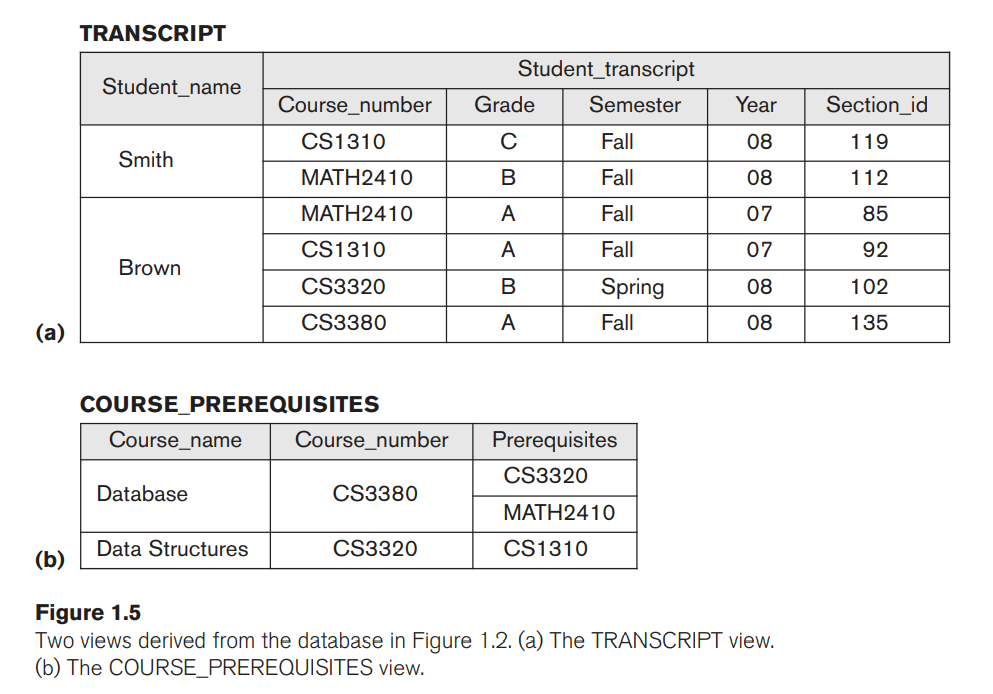 TRANSCRIPT
Student_name
Student_transcript
Course_number Grade Semester Year Section_id
Smith
CS1310 C Fall 08 119
MATH2410 B Fall 08 112
Brown
MATH2410 A Fall 07 85
CS1310 A Fall 07 92
CS3320 B Spring 08 102
CS3380 A Fall 08 135
(a)
COURSE_PREREQUISITES
Course_name Course_number Prerequisites
Database CS3380
CS3320
MATH2410
Data Structures CS3320 CS1310
(b)
Figure 1.5
Two views derived from the database in Figure 1.2. (a) The TRANSCRIPT view.
(b) The COURSE_PREREQUISITES view.